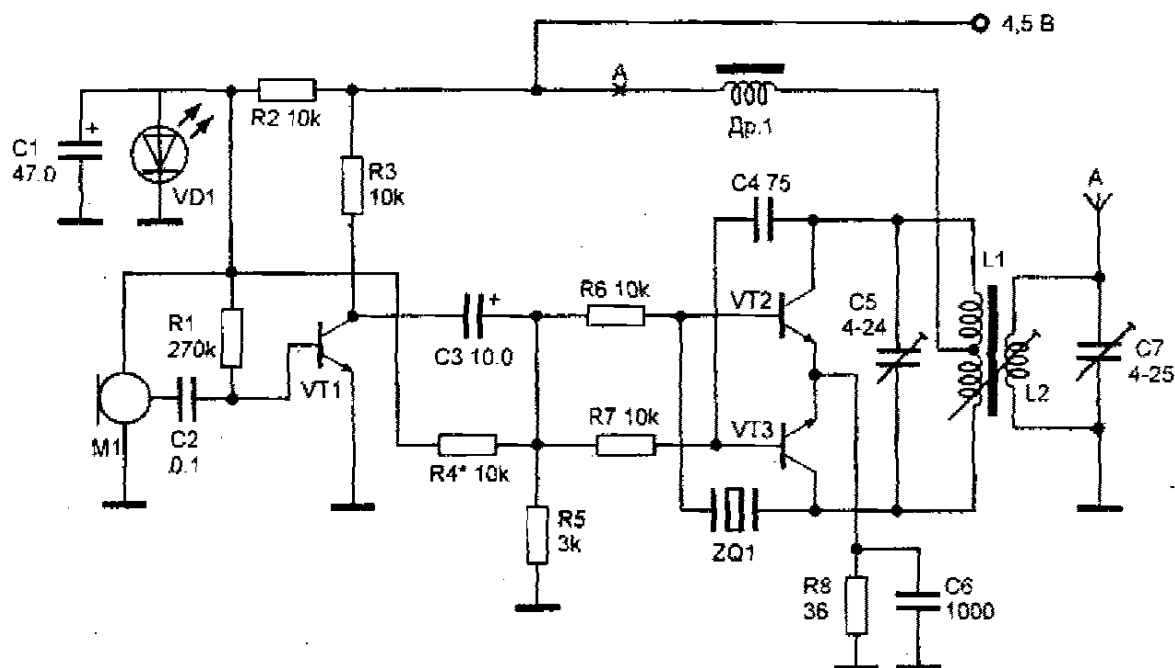 4,5 В
A
R2 10k
Др.1
C1
47.0
+
VD1
R3
10k
C4 75
A
L1
R1
270k
+
R6 10k
VT2
C5
4-24
C3 10.0
VT1
C7
4-25
L2
M1
C2
0.1
R7 10k
VT3
R4* 10k
R5
3k
ZQ1
R8
36
C6
1000